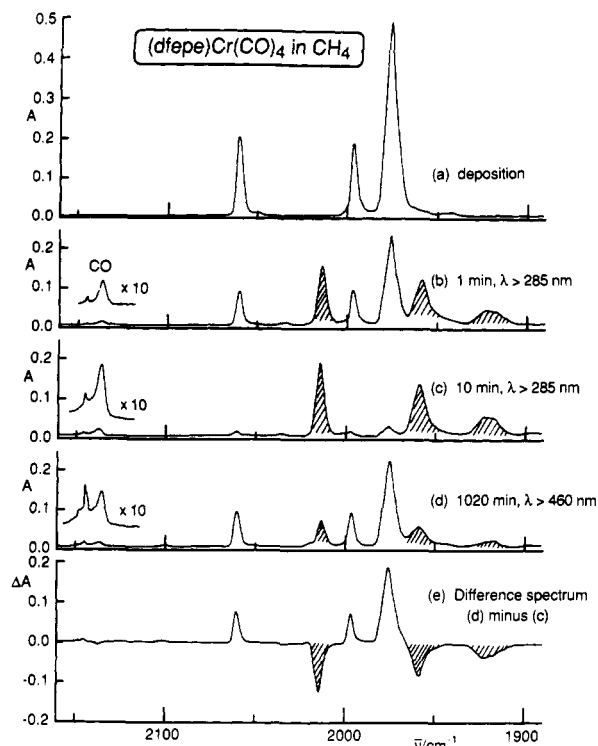 (dfepe)Cr(CO)4 in CH4
0.5
0.4
0.3
A
0.2
0.1
0.0
(a) deposition
2100
2000
1900
0.2
A
0.1
0.0
CO
x 10
(b) 1 min, λ > 285 nm
0.2
A
0.1
0.0
x 10
(c) 10 min, λ > 285 nm
0.2
A
0.1
0.0
x 10
(d) 1020 min, λ > 460 nm
ΔA
0.2
0.1
0.0
-0.1
-0.2
(e) Difference spectrum
(d) minus (c)
2100
2000
1900
ν̅/cm⁻¹